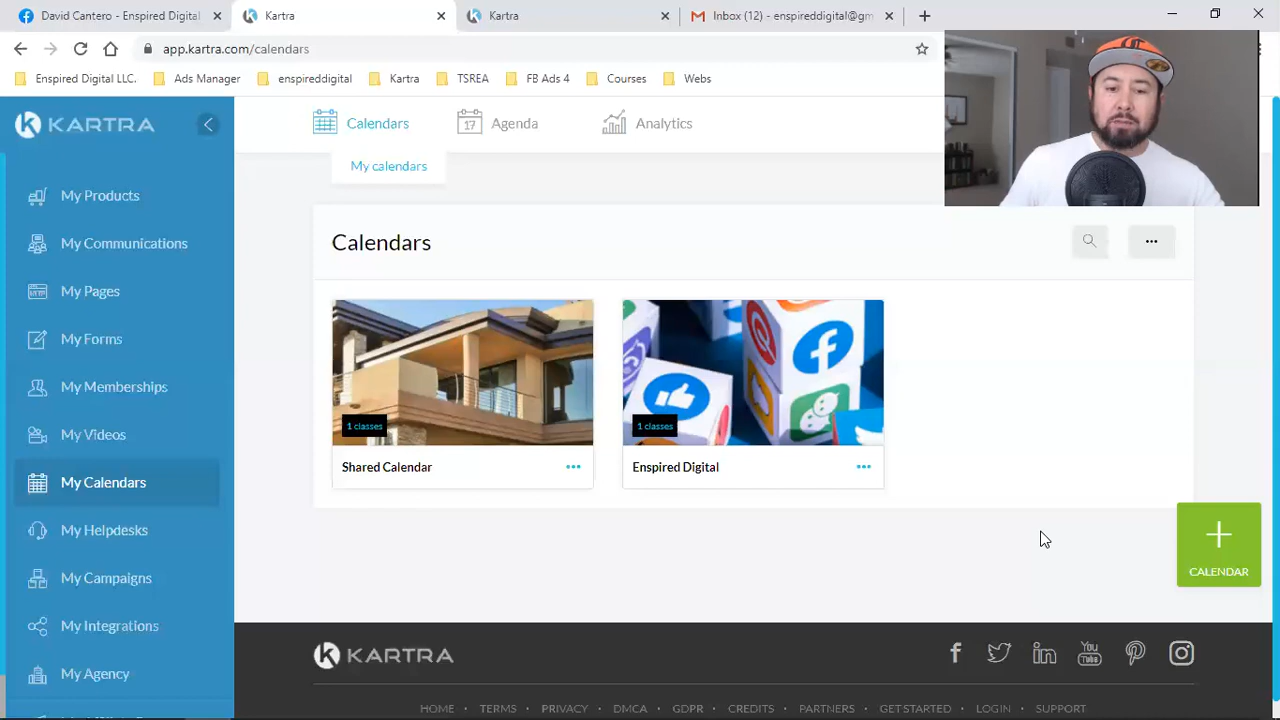 David Cantero - Enspired Digital
Kartra
Kartra
Inbox (12) - enspireddigital@gm
app.kartra.com/calendars
Enspired Digital LLC.
Ads Manager
enspireddigital
Kartra
TSREA
FB Ads 4
Courses
Webs
KARTRA
Calendars
17
Agenda
Analytics
My calendars
My Products
My Communications
My Pages
My Forms
My Memberships
My Videos
My Calendars
My Helpdesks
My Campaigns
My Integrations
My Agency
Calendars
1 classes
Shared Calendar
1 classes
Enspired Digital
CALENDAR
KARTRA
You
Tube
HOME • TERMS • PRIVACY • DMCA • GDPR • CREDITS • PARTNERS • GET STARTED • LOGIN • SUPPORT